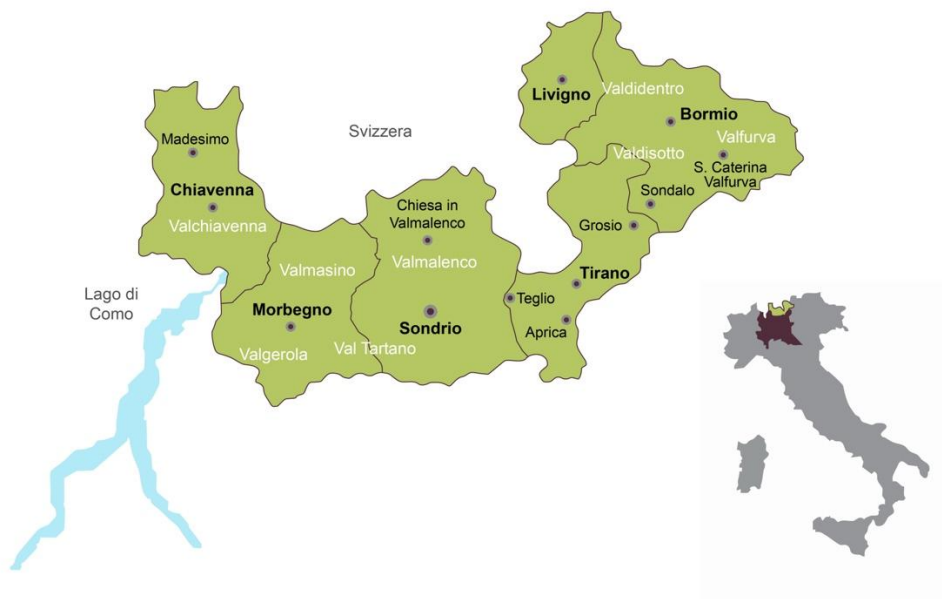 Livigno
Valdidentro
Bormio
Valfurva
Valdisotto
S. Caterina
Valfurva
Sondalo
Grosio
Svizzera
Madesimo
Chiavenna
Valchiavenna
Chiesa in
Valmalenco
Valmalenco
Valmasino
Tirano
Teglio
Aprica
Lago di
Como
Morbegno
Sondrio
Valgerola
Val Tartano